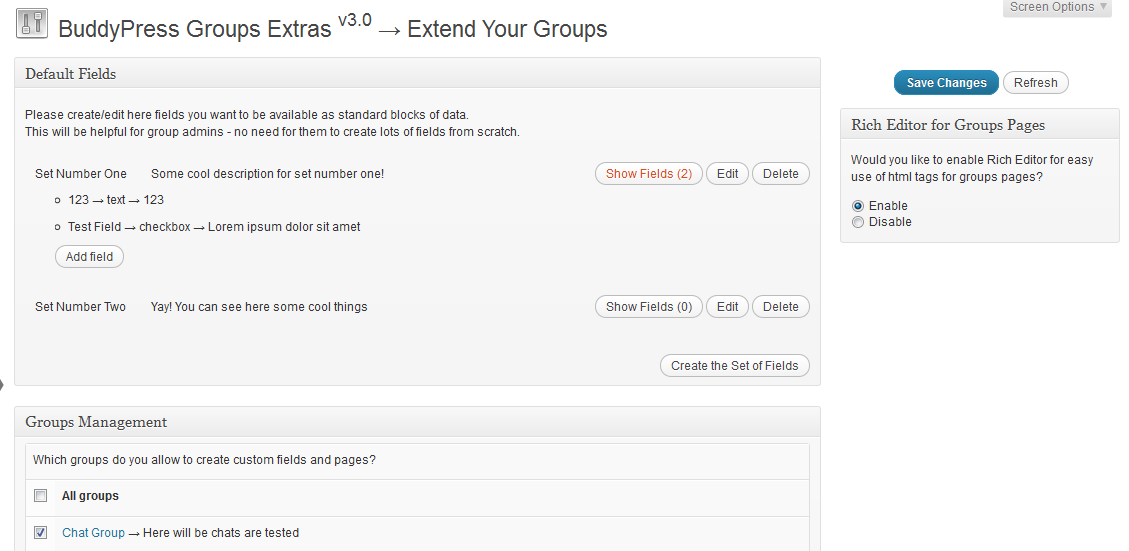 Screen Options ▼
BuddyPress Groups Extras v3.0 → Extend Your Groups
Default Fields
Please create/edit here fields you want to be available as standard blocks of data.
This will be helpful for group admins - no need for them to create lots of fields from scratch.
Set Number One Some cool description for set number one! Show Fields (2) Edit Delete
123 → text → 123
Test Field → checkbox → Lorem ipsum dolor sit amet
Add field
Set Number Two Yay! You can see here some cool things Show Fields (0) Edit Delete
Create the Set of Fields
Groups Management
Which groups do you allow to create custom fields and pages?
All groups
Chat Group → Here will be chats are tested
Save Changes Refresh
Rich Editor for Groups Pages
Would you like to enable Rich Editor for easy
use of html tags for groups pages?
Enable
Disable